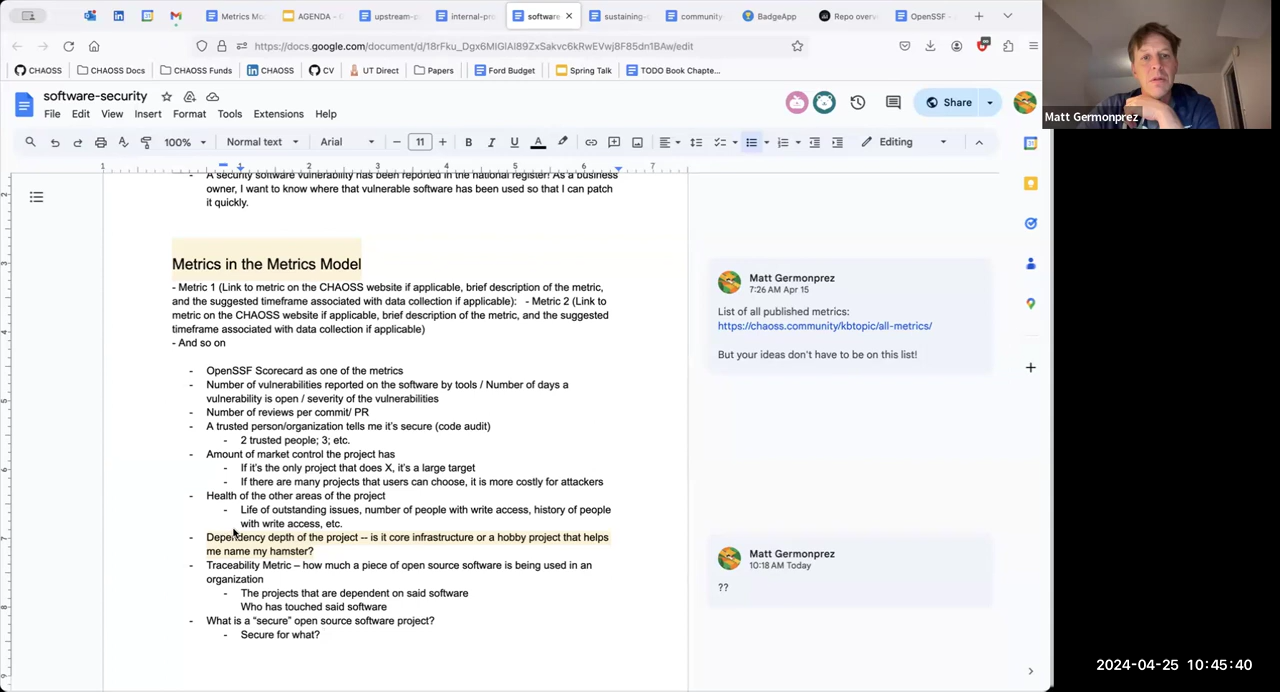 Metrics Mo
AGENDA -
upstream-p
internal-pro
software
sustaining-
community
BadgeApp
Repo overv
OpenSSF -
https://docs.google.com/document/d/18rFku_Dgx6MIGIAI89ZxSakvc6kRwEVwj8F85dn1BAw/edit
CHAOSS
CHAOSS Docs
CHAOSS Funds
CHAOSS
CV
UT Direct
Papers
Ford Budget
Spring Talk
TODO Book Chapte...
software-security
File Edit View Insert Format Tools Extensions Help
Share
100%
Normal text
Arial
11
B I U A
Editing
1 1 2 3 4 5 6 7
A security software vulnerability has been reported in the national register! As a business
owner, I want to know where that vulnerable software has been used so that I can patch
it quickly.
Metrics in the Metrics Model
- Metric 1 (Link to metric on the CHAOSS website if applicable, brief description of the metric,
and the suggested timeframe associated with data collection if applicable): - Metric 2 (Link to
metric on the CHAOSS website if applicable, brief description of the metric, and the suggested
timeframe associated with data collection if applicable)
- And so on
- OpenSSF Scorecard as one of the metrics
- Number of vulnerabilities reported on the software by tools / Number of days a
vulnerability is open / severity of the vulnerabilities
- Number of reviews per commit/ PR
- A trusted person/organization tells me it's secure (code audit)
- 2 trusted people; 3; etc.
- Amount of market control the project has
- If it's the only project that does X, it's a large target
- If there are many projects that users can choose, it is more costly for attackers
- Health of the other areas of the project
- Life of outstanding issues, number of people with write access, history of people
with write access, etc.
- Dependency depth of the project -- is it core infrastructure or a hobby project that helps
me name my hamster?
- Traceability Metric – how much a piece of open source software is being used in an
organization
- The projects that are dependent on said software
Who has touched said software
- What is a “secure” open source software project?
- Secure for what?
Matt Germonprez
7:26 AM Apr 15
List of all published metrics:
https://chaoss.community/kbtopic/all-metrics/
But your ideas don't have to be on this list!
Matt Germonprez
10:18 AM Today
??
Matt Germonprez
2024-04-25 10:45:40